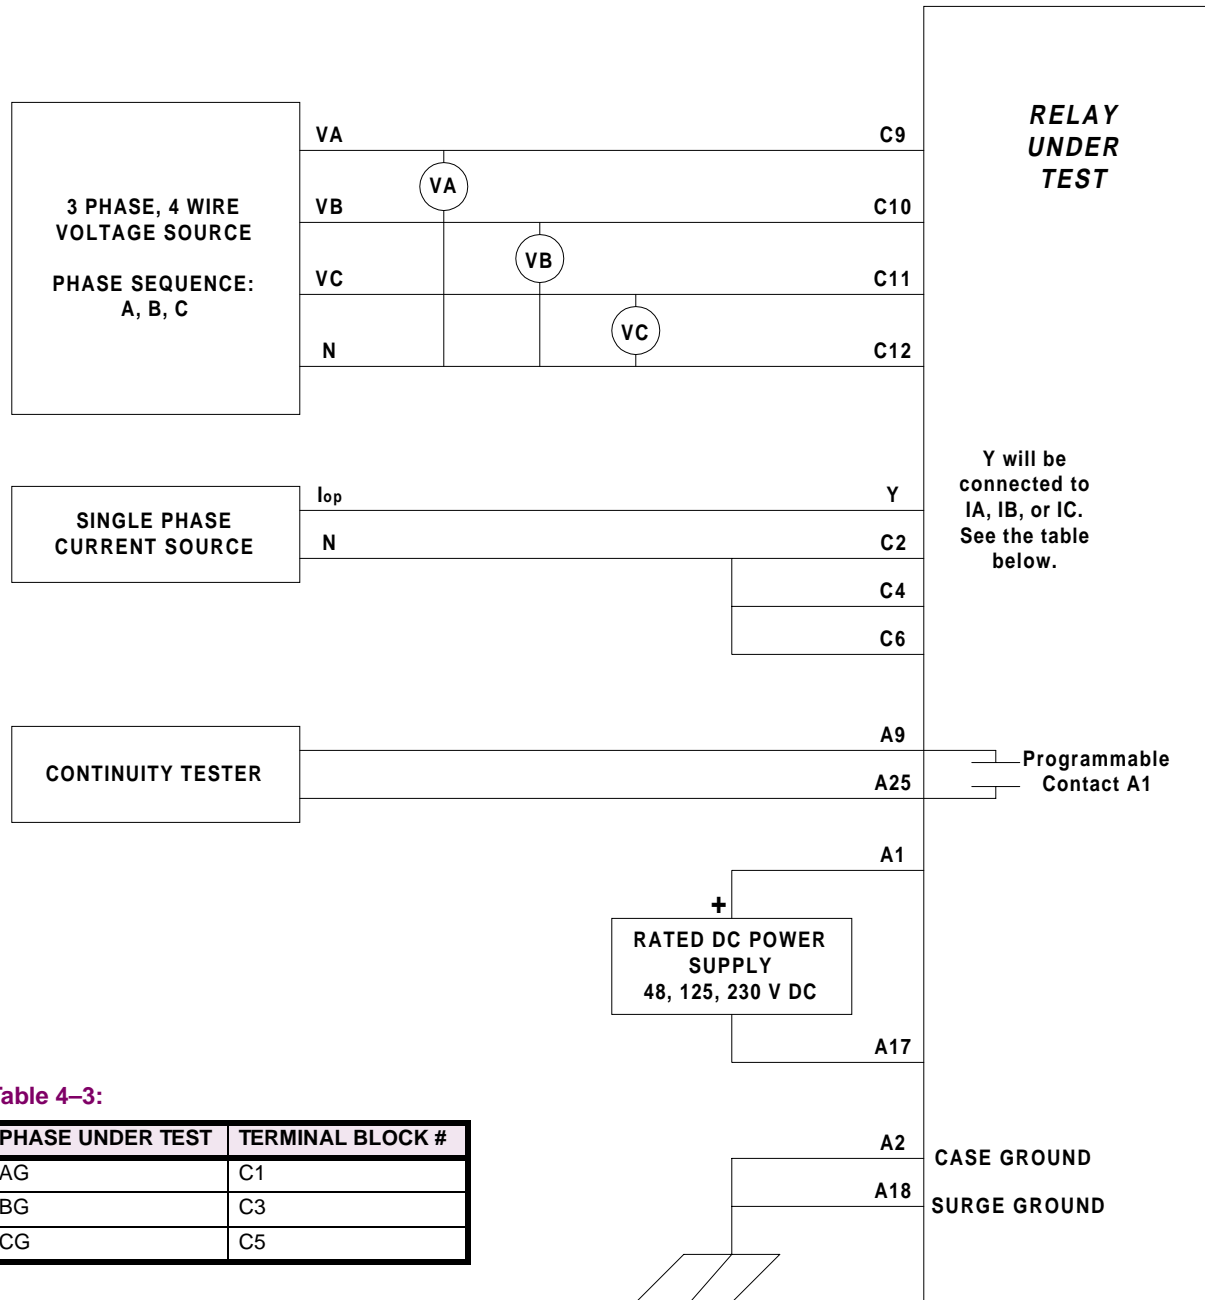 RELAY
UNDER
TEST
3 PHASE, 4 WIRE
VOLTAGE SOURCE
PHASE SEQUENCE:
A, B, C
VA
VA
C9
VB
VB
C10
VC
VC
C11
N
C12
SINGLE PHASE
CURRENT SOURCE
Iop
Y
N
C2
C4
C6
Y will be
connected to
IA, IB, or IC.
See the table
below.
CONTINUITY TESTER
A9
A25
Programmable
Contact A1
A1
+
RATED DC POWER
SUPPLY
48, 125, 230 V DC
A17
A2
CASE GROUND
A18
SURGE GROUND
Table 4–3:
PHASE UNDER TEST TERMINAL BLOCK #
AG C1
BG C3
CG C5